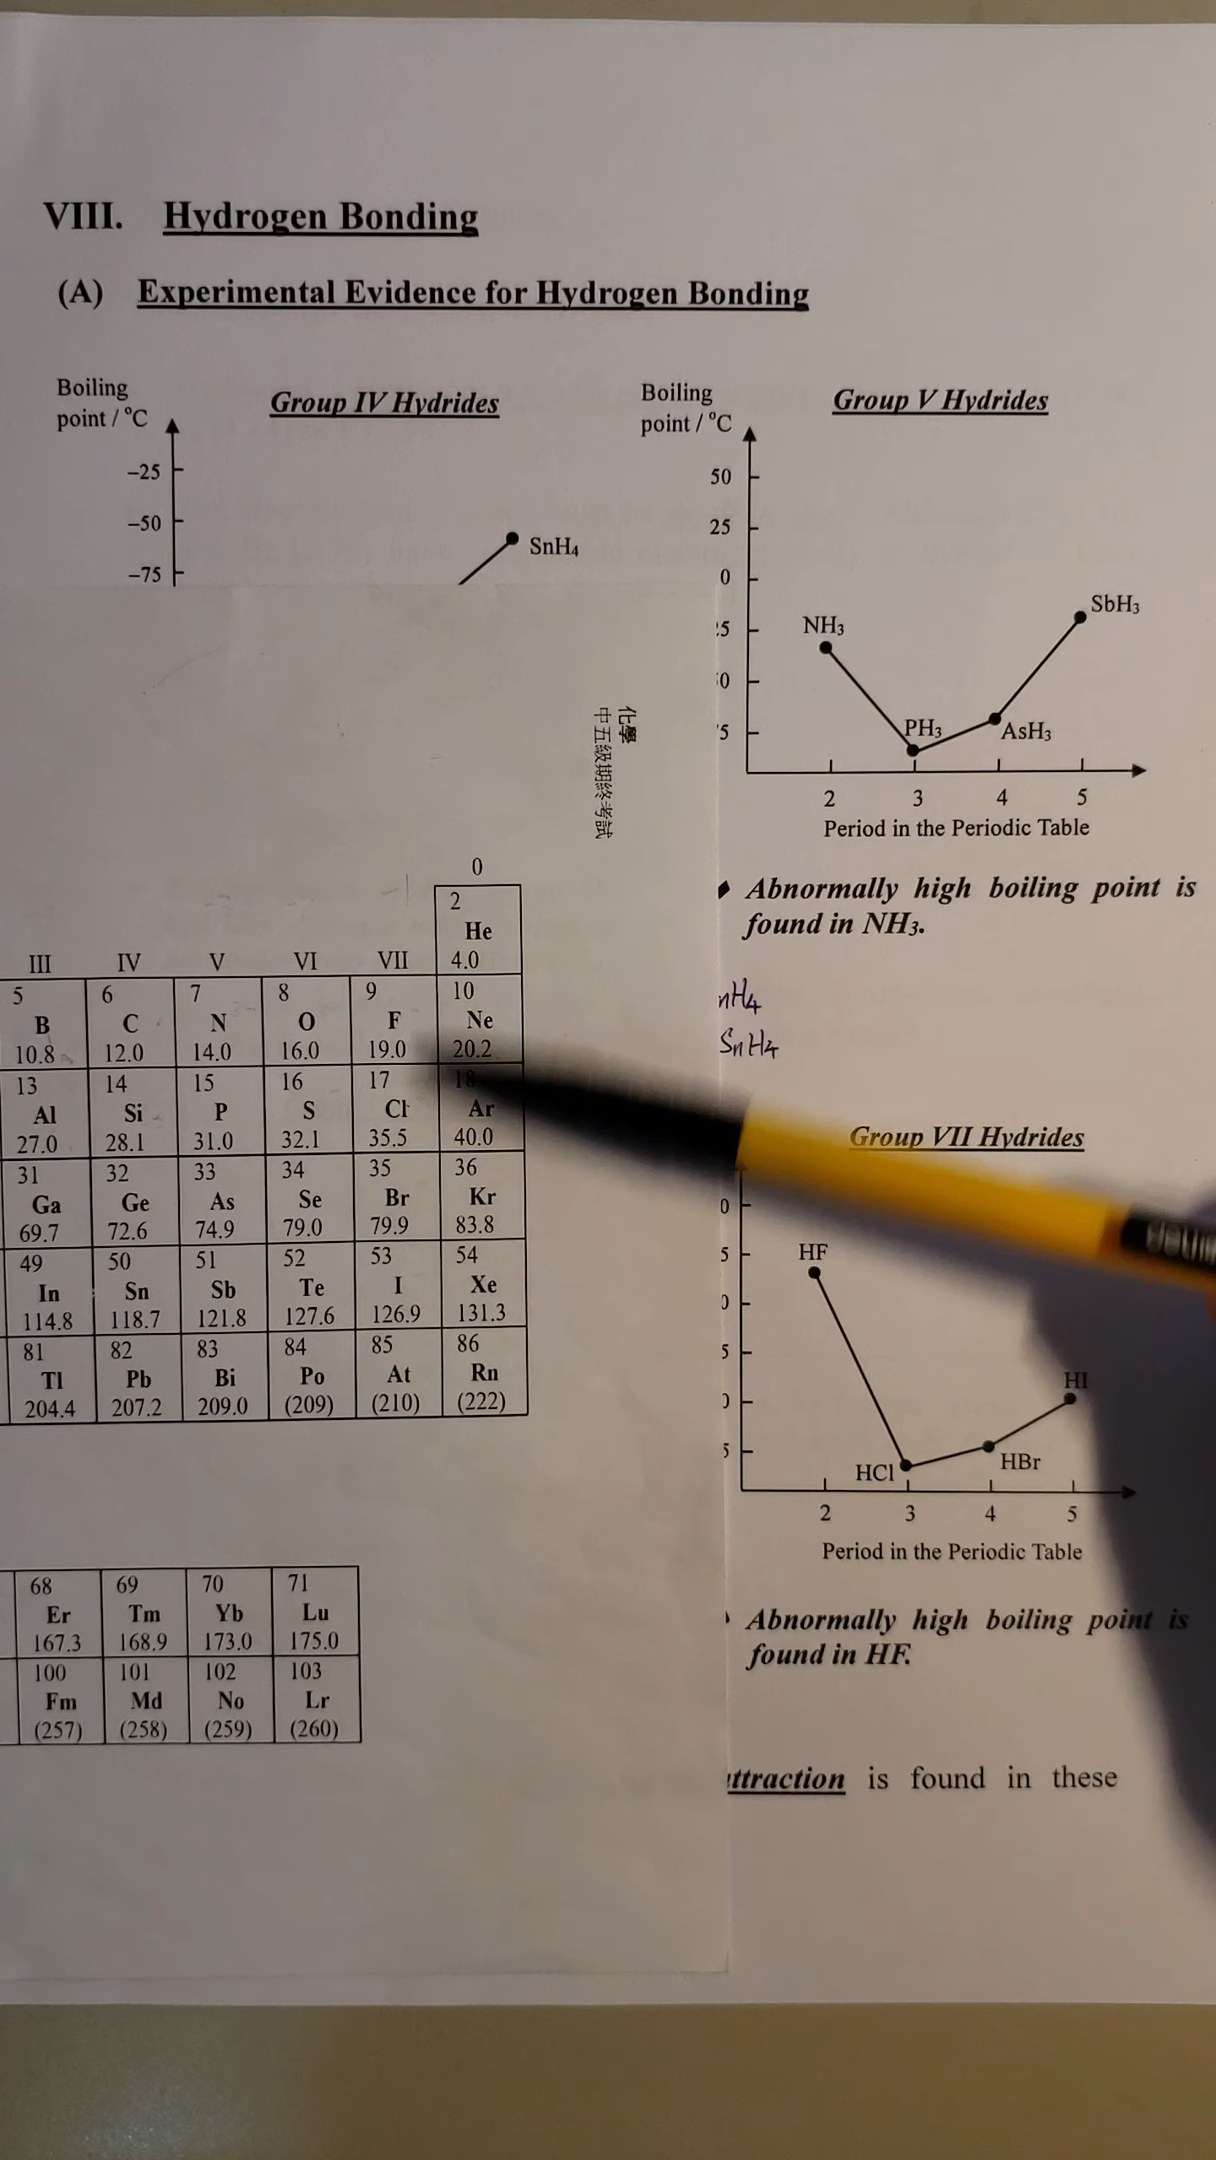 VIII. Hydrogen Bonding
(A) Experimental Evidence for Hydrogen Bonding
Boiling
point / °C
Group IV Hydrides
–25
–50
–75
SnH₄
Boiling
point / °C
Group V Hydrides
50
25
0
NH₃
PH₃
AsH₃
SbH₃
2 3 4 5
Period in the Periodic Table
Abnormally high boiling point is
found in NH₃.
化學
中五級期終考試
0
III IV V VI VII
2
He
4.0
5 6 7 8 9 10
B C N O F Ne
10.8 12.0 14.0 16.0 19.0 20.2
13 14 15 16 17 18
Al Si P S Cl Ar
27.0 28.1 31.0 32.1 35.5 40.0
31 32 33 34 35 36
Ga Ge As Se Br Kr
69.7 72.6 74.9 79.0 79.9 83.8
49 50 51 52 53 54
In Sn Sb Te I Xe
114.8 118.7 121.8 127.6 126.9 131.3
81 82 83 84 85 86
Tl Pb Bi Po At Rn
204.4 207.2 209.0 (209) (210) (222)
68 69 70 71
Er Tm Yb Lu
167.3 168.9 173.0 175.0
100 101 102 103
Fm Md No Lr
(257) (258) (259) (260)
nH₄
SnH₄
Group VII Hydrides
HF
HCl
HBr
HI
2 3 4 5
Period in the Periodic Table
Abnormally high boiling point is
found in HF.
ttraction is found in these